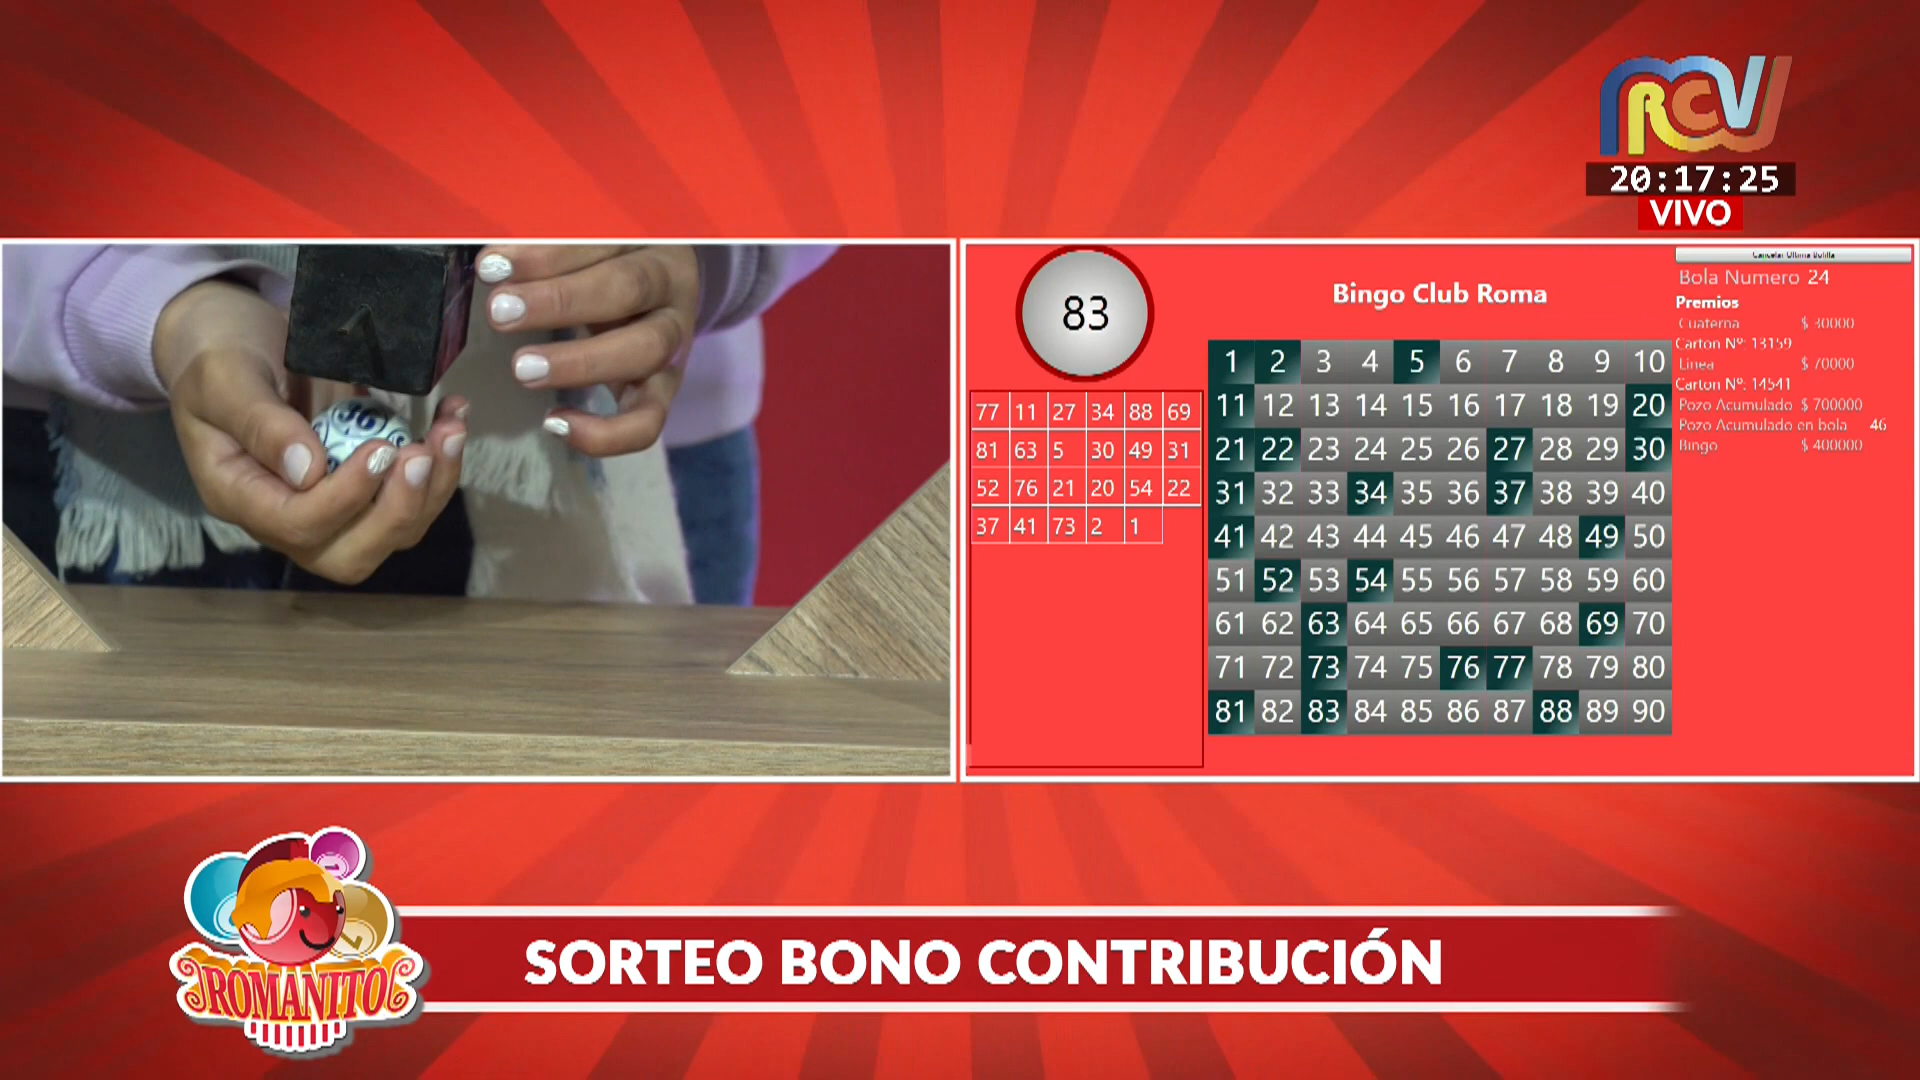 RCV
20:17:25
VIVO
83
Bingo Club Roma
Cancelar Ultima Bolilla
Bola Numero 24
Premios
Cuaterna $ 30000
Carton Nº: 13159
Linea $ 70000
Carton Nº: 14541
Pozo Acumulado $ 700000
Pozo Acumulado en bola 46
Bingo $ 400000
77 11 27 34 88 69
81 63 5 30 49 31
52 76 21 20 54 22
37 41 73 2 1
1 2 3 4 5 6 7 8 9 10
11 12 13 14 15 16 17 18 19 20
21 22 23 24 25 26 27 28 29 30
31 32 33 34 35 36 37 38 39 40
41 42 43 44 45 46 47 48 49 50
51 52 53 54 55 56 57 58 59 60
61 62 63 64 65 66 67 68 69 70
71 72 73 74 75 76 77 78 79 80
81 82 83 84 85 86 87 88 89 90
36
ROMANITO
SORTEO BONO CONTRIBUCIÓN